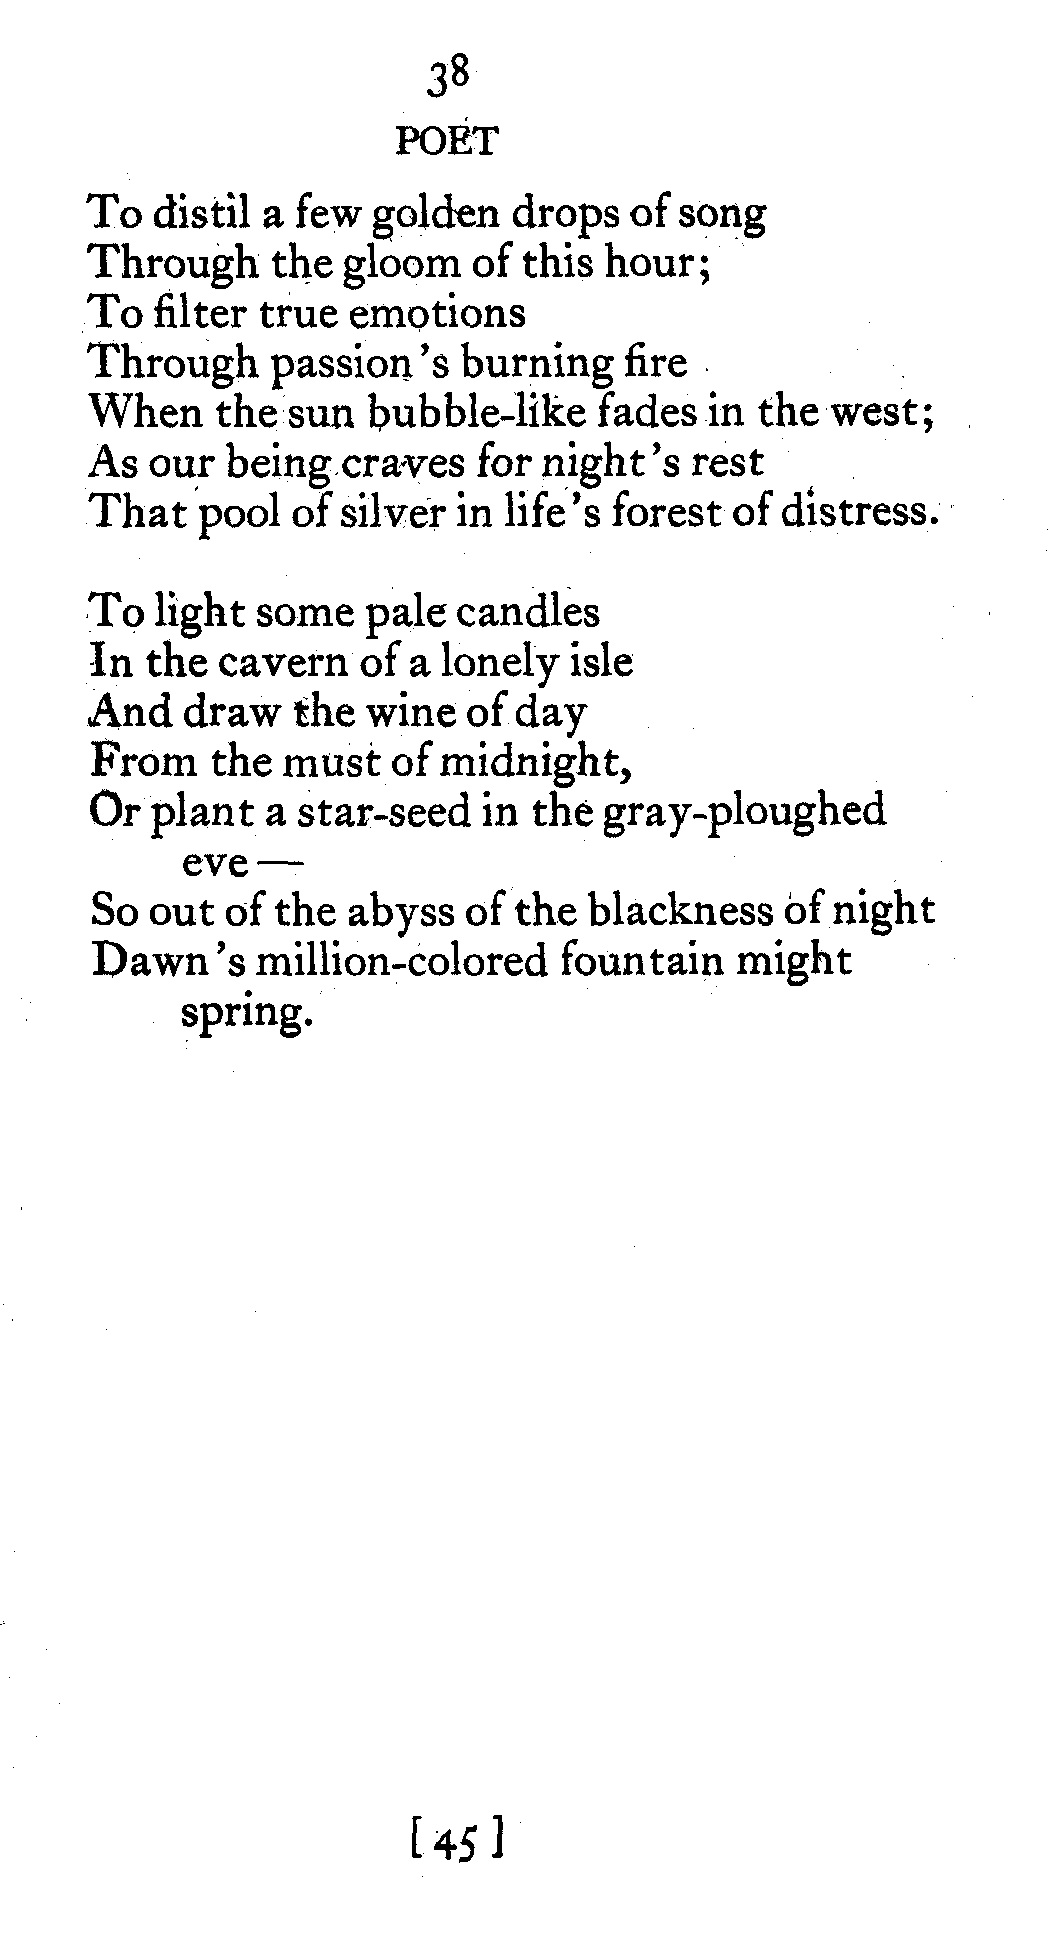 38
POET
To distil a few golden drops of song
Through the gloom of this hour;
To filter true emotions
Through passion's burning fire
When the sun bubble-like fades in the west;
As our being craves for night's rest
That pool of silver in life's forest of distress.
To light some pale candles
In the cavern of a lonely isle
And draw the wine of day
From the must of midnight,
Or plant a star-seed in the gray-ploughed
eve —
So out of the abyss of the blackness of night
Dawn's million-colored fountain might
spring.
[ 45 ]